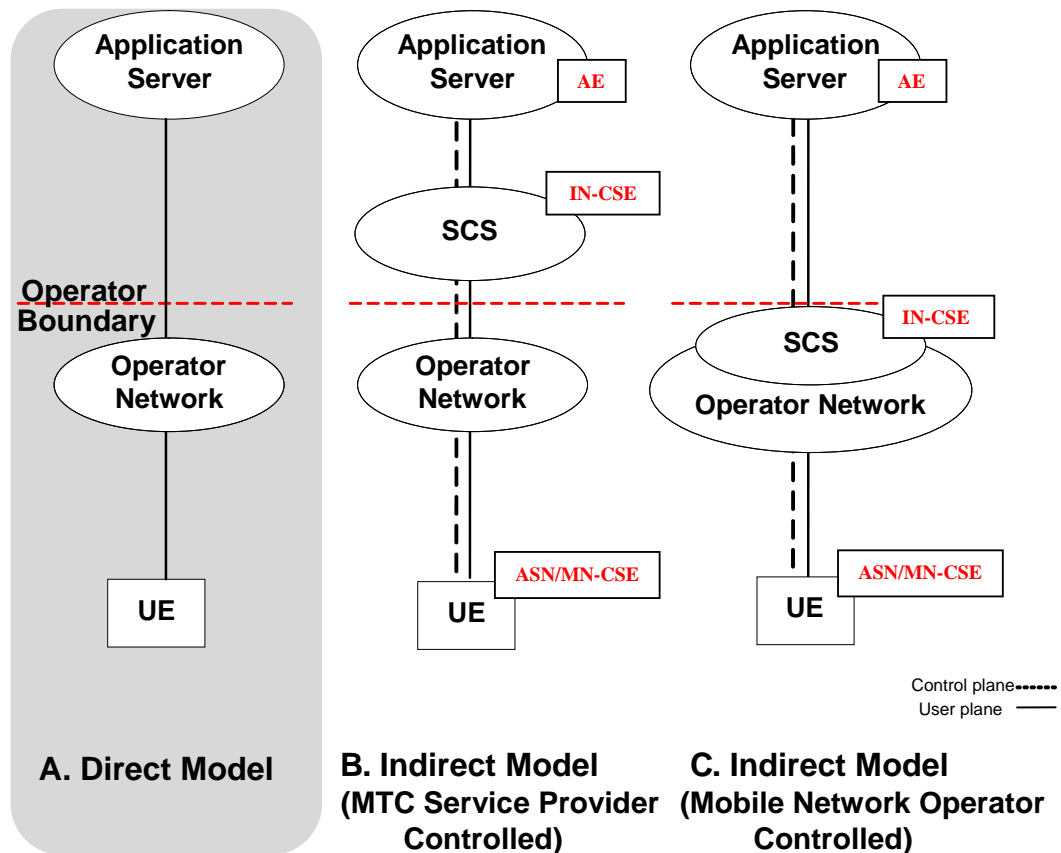 Application
Server
Operator
Boundary
Operator
Network
UE
A. Direct Model
Application
Server
AE
IN-CSE
SCS
Operator
Network
ASN/MN-CSE
UE
B. Indirect Model
(MTC Service Provider
Controlled)
Application
Server
AE
IN-CSE
SCS
Operator Network
ASN/MN-CSE
UE
Control plane
User plane
C. Indirect Model
(Mobile Network Operator
Controlled)